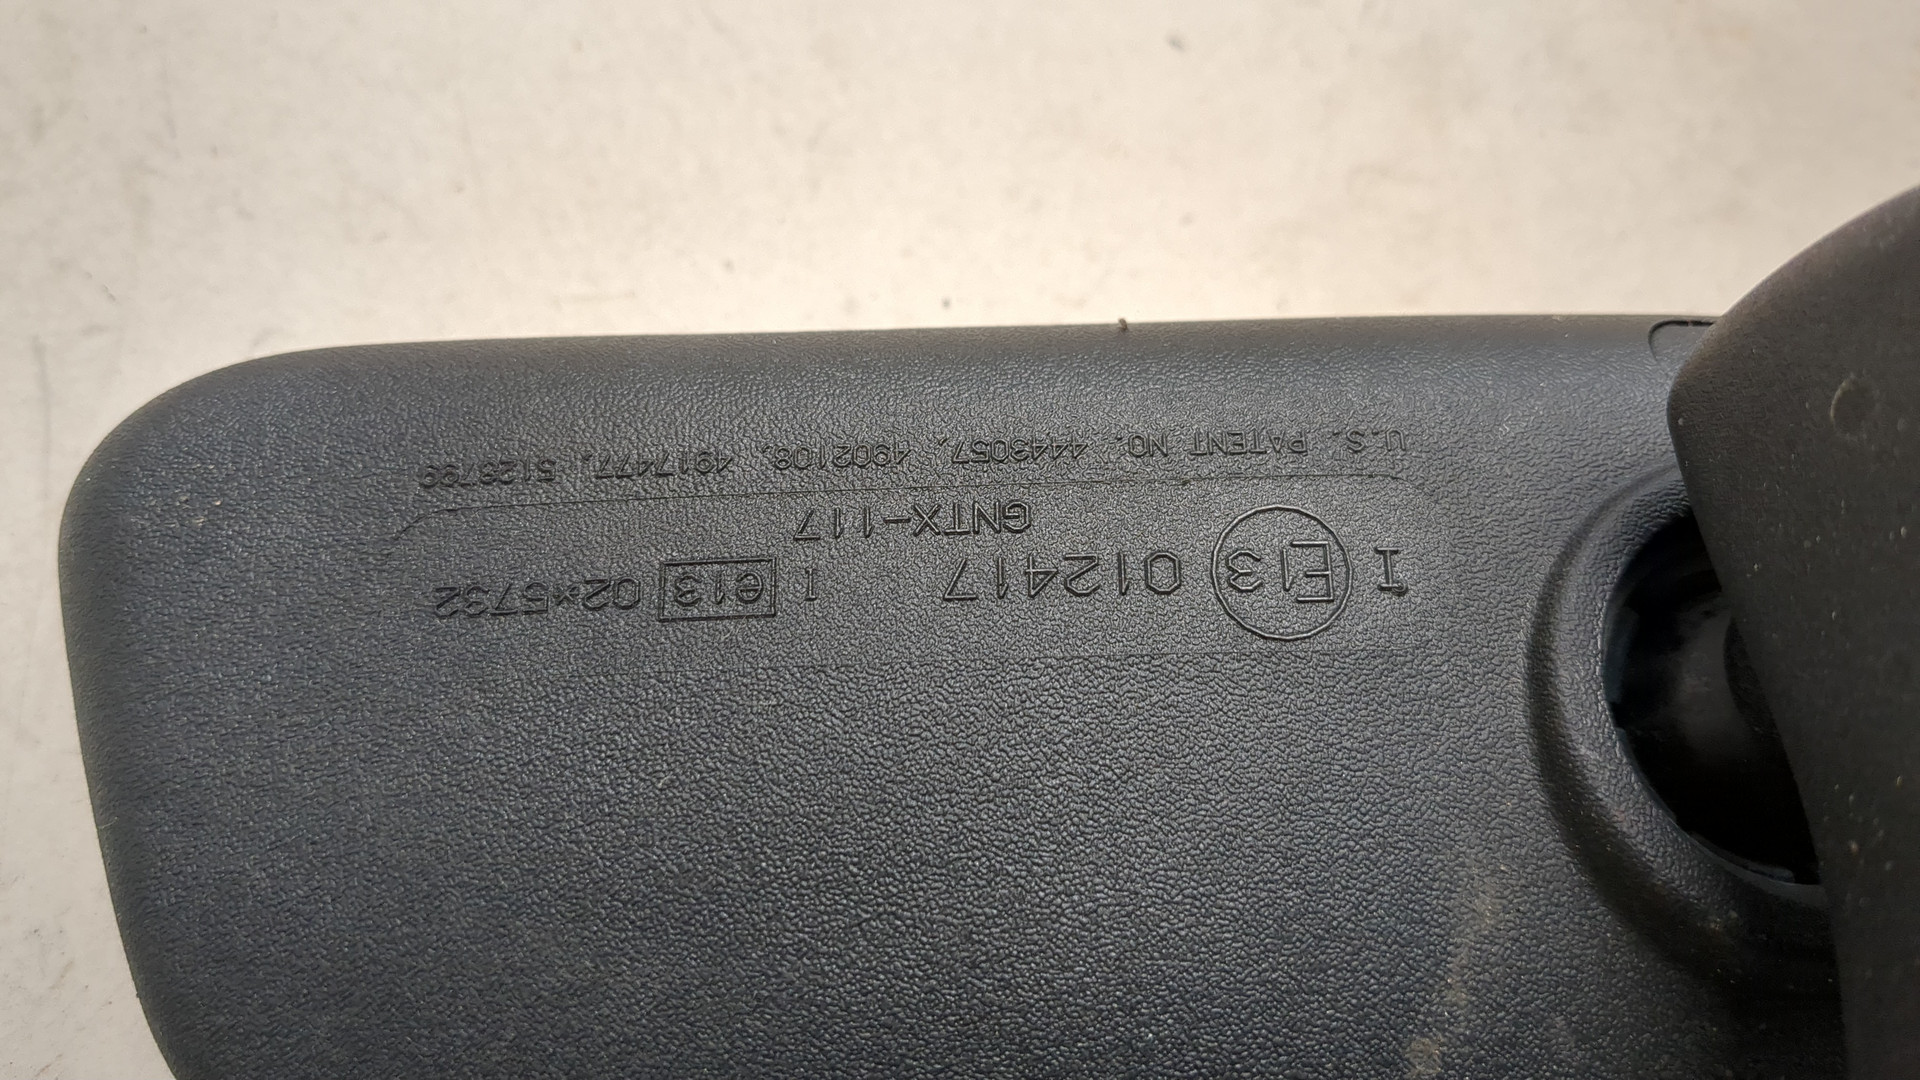 I E13 012417 I e13 02*5732
GNTX-117
U.S. PATENT NO. 4443057, 4902108, 4917477, 5128799